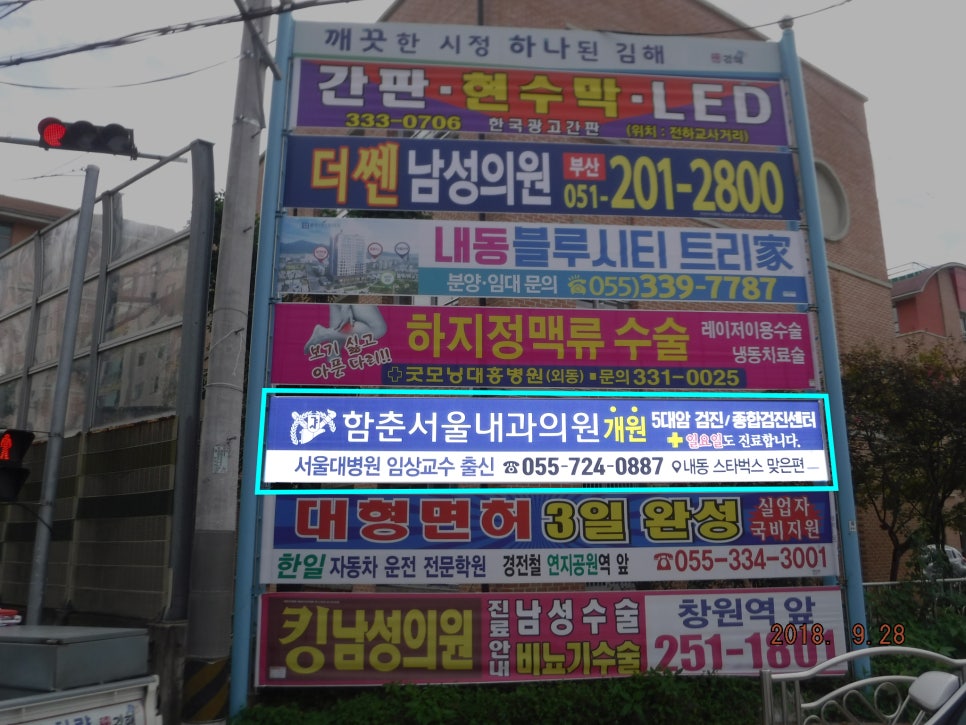 깨끗한 시정 하나된 김해
간판·현수막·LED
333-0706 한국광고간판 (위치 : 전하교사거리)
더쎈 남성의원 부산 051-201-2800
내동블루시티 트리家
분양·임대 문의 ☎055)339-7787
보기 싫고
아픈 다리!!
하지정맥류 수술
레이저이용수술
냉동치료술
굿모닝대흥병원(외동) ■문의331-0025
함춘서울내과의원 개원
5대암 검진/종합검진센터
일요일도 진료합니다.
서울대병원 임상교수 출신 ☎055-724-0887 내동 스타벅스 맞은편
대형면허 3일 완성
실업자
국비지원
한일 자동차 운전 전문학원 경전철 연지공원역 앞 ☎055-334-3001
킹남성의원
진료안내
남성수술
비뇨기수술
창원역 앞
251-1801
2018. 9.28